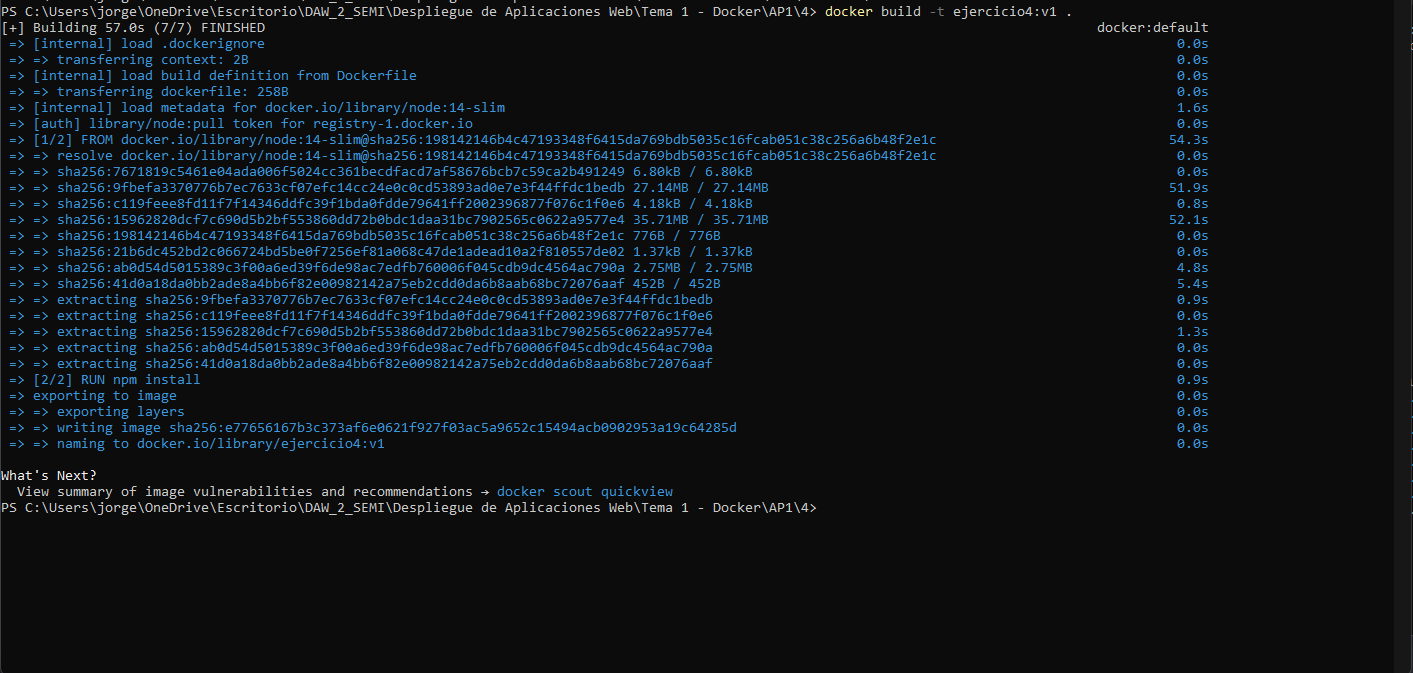 PS C:\Users\jorge\OneDrive\Escritorio\DAW_2_SEMI\Despliegue de Aplicaciones Web\Tema 1 - Docker\AP1\4> docker build -t ejercicio4:v1 .
[+] Building 57.0s (7/7) FINISHED docker:default
=> [internal] load .dockerignore 0.0s
=> => transferring context: 2B 0.0s
=> [internal] load build definition from Dockerfile 0.0s
=> => transferring dockerfile: 258B 0.0s
=> [internal] load metadata for docker.io/library/node:14-slim 1.6s
=> [auth] library/node:pull token for registry-1.docker.io 0.0s
=> [1/2] FROM docker.io/library/node:14-slim@sha256:198142146b4c47193348f6415da769bdb5035c16fcab051c38c256a6b48f2e1c 54.3s
=> => resolve docker.io/library/node:14-slim@sha256:198142146b4c47193348f6415da769bdb5035c16fcab051c38c256a6b48f2e1c 0.0s
=> => sha256:7671819c5461e04ada006f5024cc361becdfacd7af58676bcb7c59ca2b491249 6.80kB / 6.80kB 0.0s
=> => sha256:9fbefa3370776b7ec7633cf07efc14cc24e0c0cd53893ad0e7e3f44ffdc1bedb 27.14MB / 27.14MB 51.9s
=> => sha256:c119feee8fd11f7f14346ddfc39f1bda0fdde79641ff2002396877f076c1f0e6 4.18kB / 4.18kB 0.8s
=> => sha256:15962820dcf7c690d5b2bf553860dd72b0bdc1daa31bc7902565c0622a9577e4 35.71MB / 35.71MB 52.1s
=> => sha256:198142146b4c47193348f6415da769bdb5035c16fcab051c38c256a6b48f2e1c 776B / 776B 0.0s
=> => sha256:21b6dc452bd2c066724bd5be0f7256ef81a068c47de1adead10a2f810557de02 1.37kB / 1.37kB 0.0s
=> => sha256:ab0d54d5015389c3f00a6ed39f6de98ac7edfb760006f045cdb9dc4564ac790a 2.75MB / 2.75MB 4.8s
=> => sha256:41d0a18da0bb2ade8a4bb6f82e00982142a75eb2cdd0da6b8aab68bc72076aaf 452B / 452B 5.4s
=> => extracting sha256:9fbefa3370776b7ec7633cf07efc14cc24e0c0cd53893ad0e7e3f44ffdc1bedb 0.9s
=> => extracting sha256:c119feee8fd11f7f14346ddfc39f1bda0fdde79641ff2002396877f076c1f0e6 0.0s
=> => extracting sha256:15962820dcf7c690d5b2bf553860dd72b0bdc1daa31bc7902565c0622a9577e4 1.3s
=> => extracting sha256:ab0d54d5015389c3f00a6ed39f6de98ac7edfb760006f045cdb9dc4564ac790a 0.0s
=> => extracting sha256:41d0a18da0bb2ade8a4bb6f82e00982142a75eb2cdd0da6b8aab68bc72076aaf 0.0s
=> [2/2] RUN npm install 0.9s
=> exporting to image 0.0s
=> => exporting layers 0.0s
=> => writing image sha256:e77656167b3c373af6e0621f927f03ac5a9652c15494acb0902953a19c64285d 0.0s
=> => naming to docker.io/library/ejercicio4:v1 0.0s
What's Next?
View summary of image vulnerabilities and recommendations → docker scout quickview
PS C:\Users\jorge\OneDrive\Escritorio\DAW_2_SEMI\Despliegue de Aplicaciones Web\Tema 1 - Docker\AP1\4>